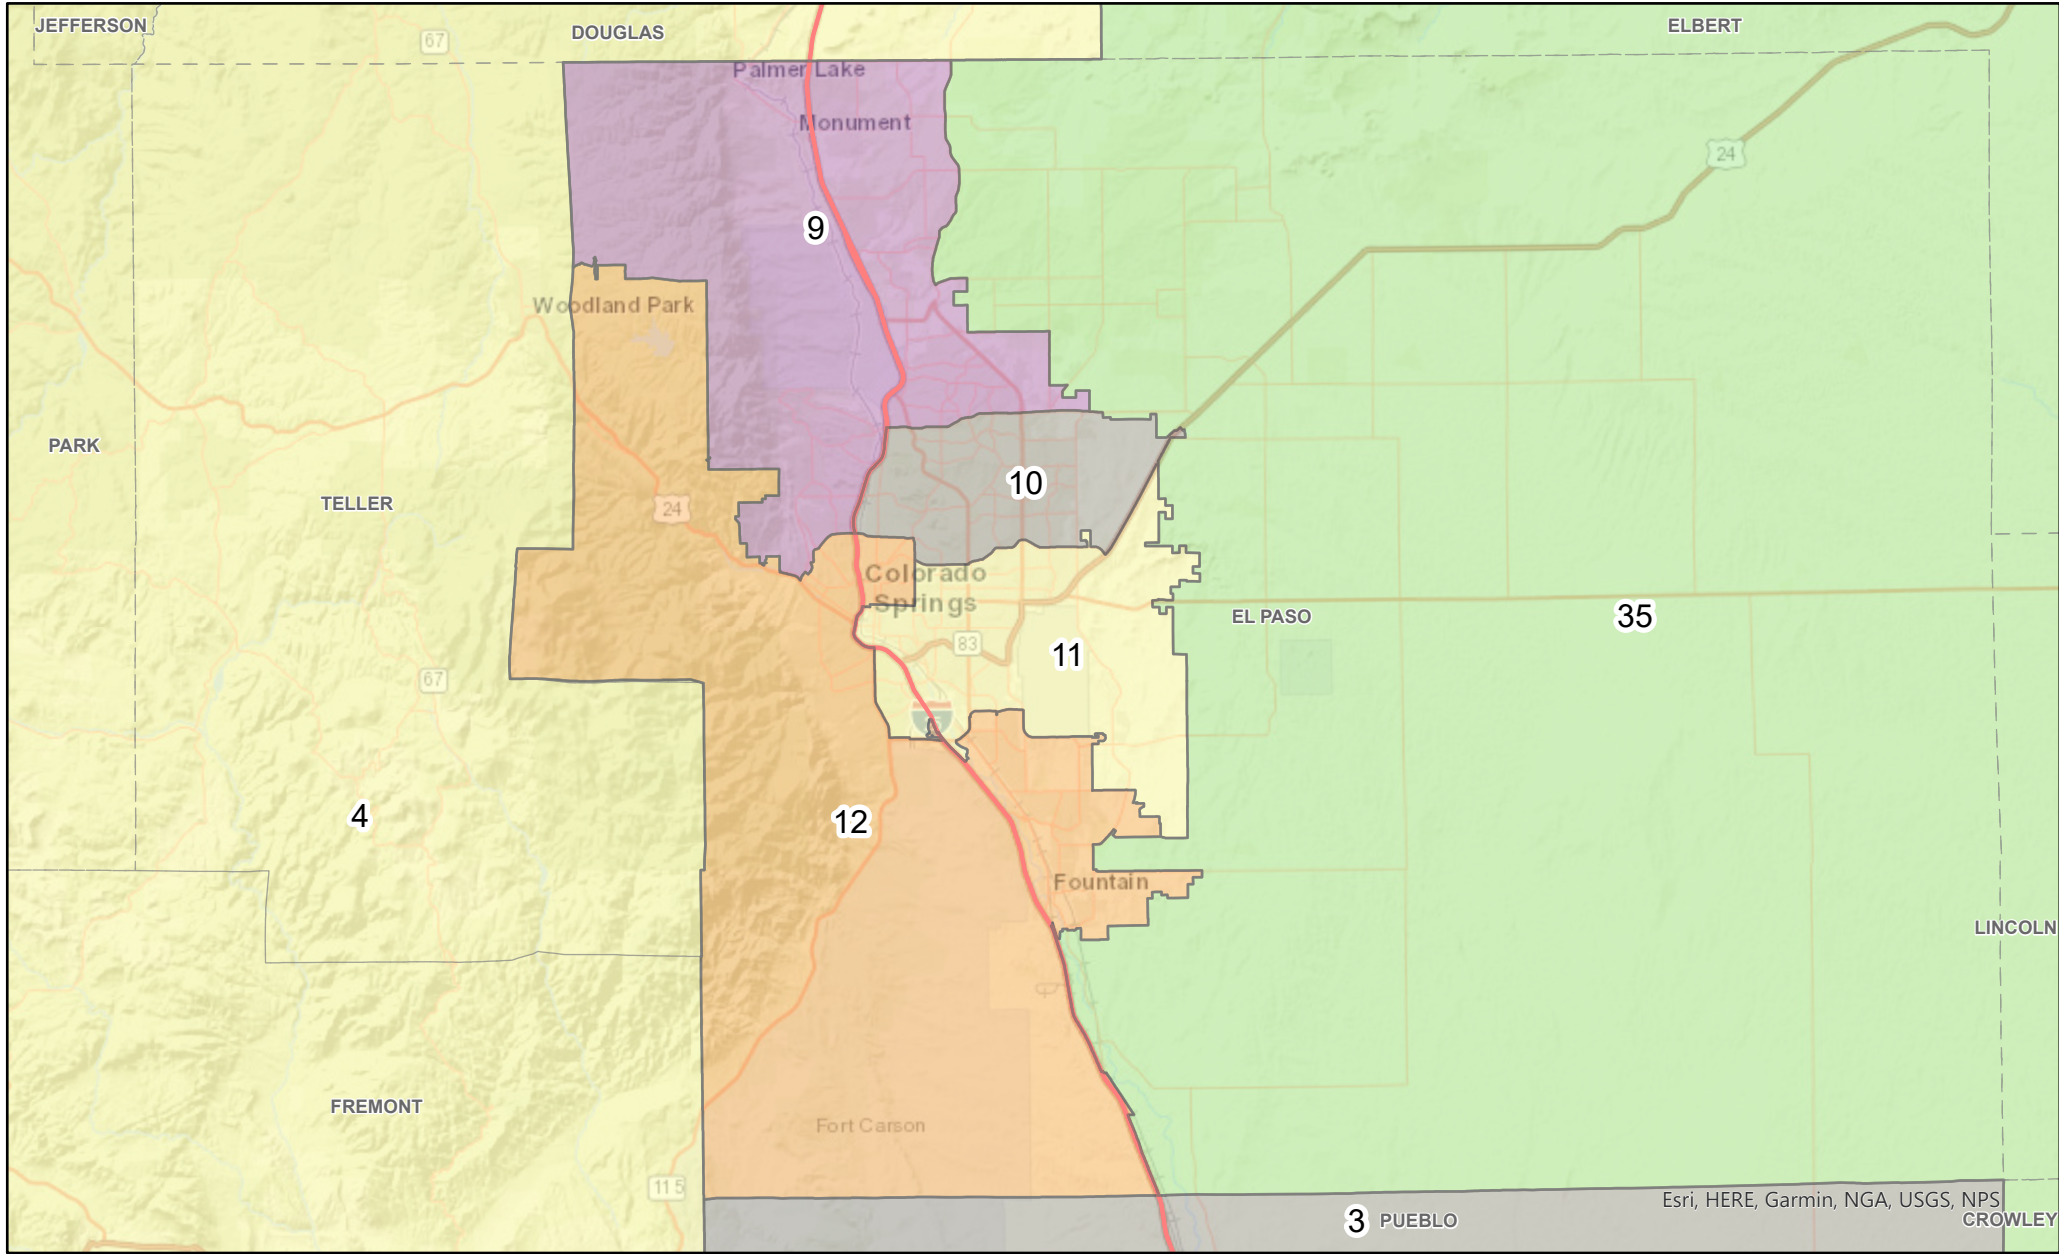 JEFFERSON
DOUGLAS
ELBERT
67
Palmer Lake
Monument
24
9
Woodland Park
PARK
TELLER
24
10
Colorado
Springs
EL PASO
35
83
11
67
4
12
Fountain
LINCOLN
FREMONT
Fort Carson
115
Esri, HERE, Garmin, NGA, USGS, NPS
3
PUEBLO
CROWLEY